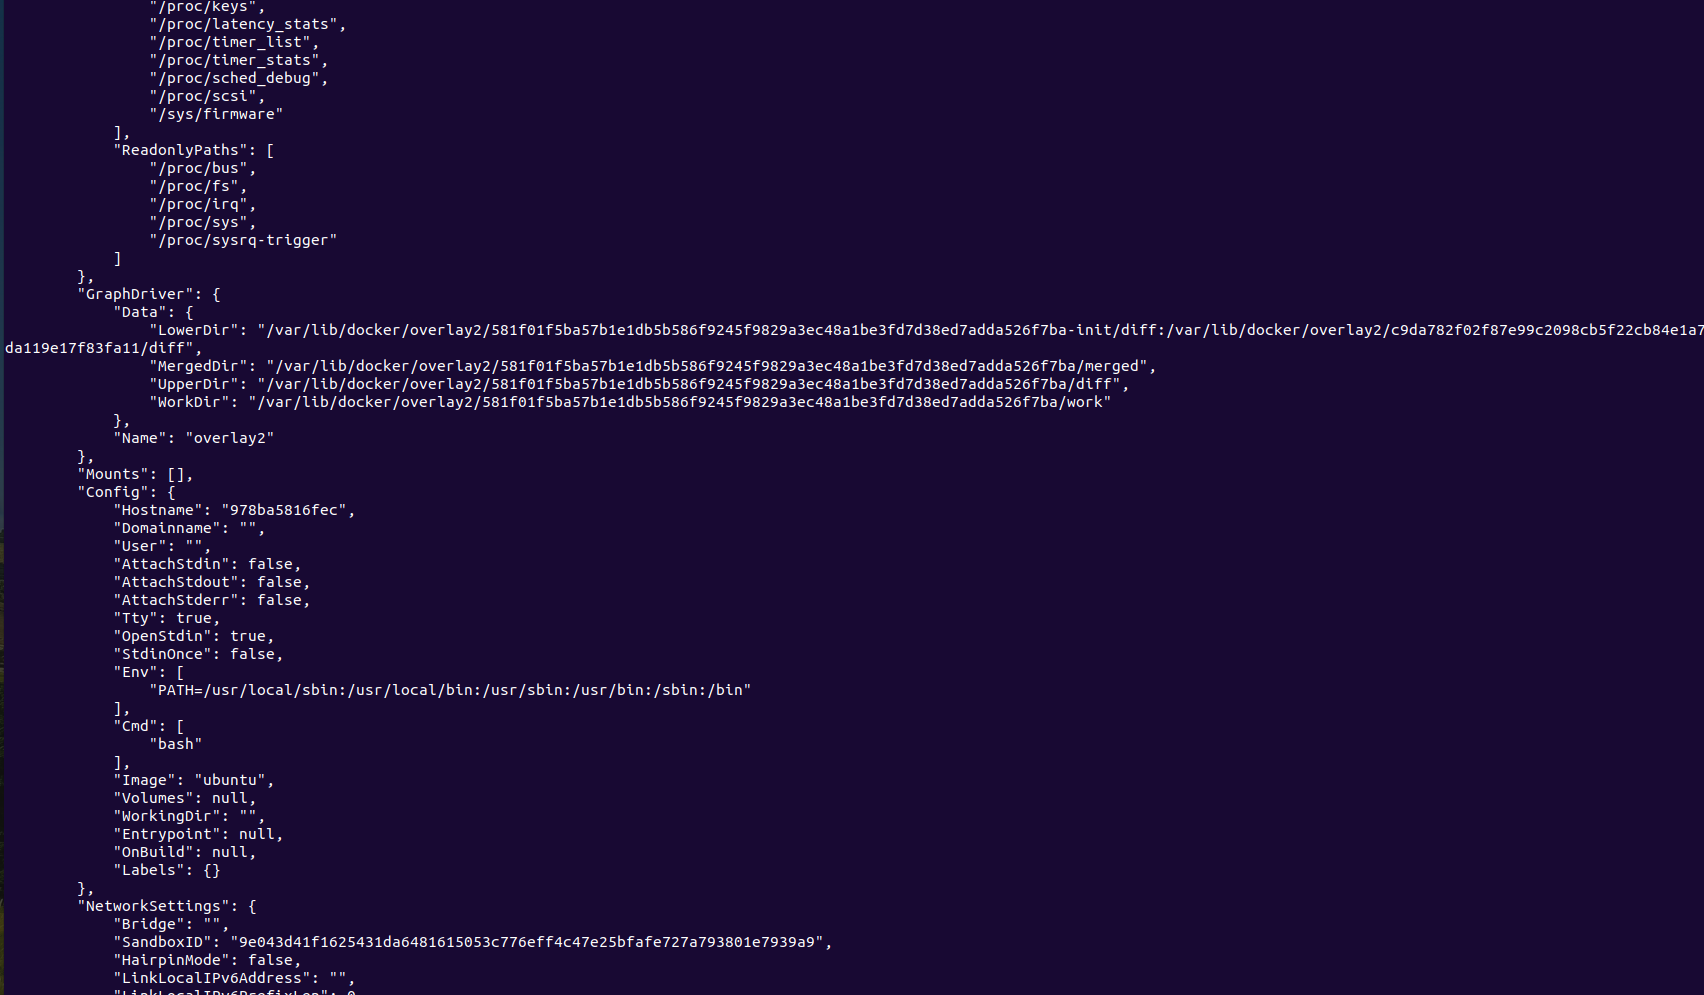 "/proc/keys",
                "/proc/latency_stats",
                "/proc/timer_list",
                "/proc/timer_stats",
                "/proc/sched_debug",
                "/proc/scsi",
                "/sys/firmware"
            ],
            "ReadonlyPaths": [
                "/proc/bus",
                "/proc/fs",
                "/proc/irq",
                "/proc/sys",
                "/proc/sysrq-trigger"
            ]
        },
        "GraphDriver": {
            "Data": {
                "LowerDir": "/var/lib/docker/overlay2/581f01f5ba57b1e1db5b586f9245f9829a3ec48a1be3fd7d38ed7adda526f7ba-init/diff:/var/lib/docker/overlay2/c9da782f02f87e99c2098cb5f22cb84e1a7
da119e17f83fa11/diff",
                "MergedDir": "/var/lib/docker/overlay2/581f01f5ba57b1e1db5b586f9245f9829a3ec48a1be3fd7d38ed7adda526f7ba/merged",
                "UpperDir": "/var/lib/docker/overlay2/581f01f5ba57b1e1db5b586f9245f9829a3ec48a1be3fd7d38ed7adda526f7ba/diff",
                "WorkDir": "/var/lib/docker/overlay2/581f01f5ba57b1e1db5b586f9245f9829a3ec48a1be3fd7d38ed7adda526f7ba/work"
            },
            "Name": "overlay2"
        },
        "Mounts": [],
        "Config": {
            "Hostname": "978ba5816fec",
            "Domainname": "",
            "User": "",
            "AttachStdin": false,
            "AttachStdout": false,
            "AttachStderr": false,
            "Tty": true,
            "OpenStdin": true,
            "StdinOnce": false,
            "Env": [
                "PATH=/usr/local/sbin:/usr/local/bin:/usr/sbin:/usr/bin:/sbin:/bin"
            ],
            "Cmd": [
                "bash"
            ],
            "Image": "ubuntu",
            "Volumes": null,
            "WorkingDir": "",
            "Entrypoint": null,
            "OnBuild": null,
            "Labels": {}
        },
        "NetworkSettings": {
            "Bridge": "",
            "SandboxID": "9e043d41f1625431da6481615053c776eff4c47e25bfafe727a793801e7939a9",
            "HairpinMode": false,
            "LinkLocalIPv6Address": "",
            "LinkLocalIPv6PrefixLen": 0